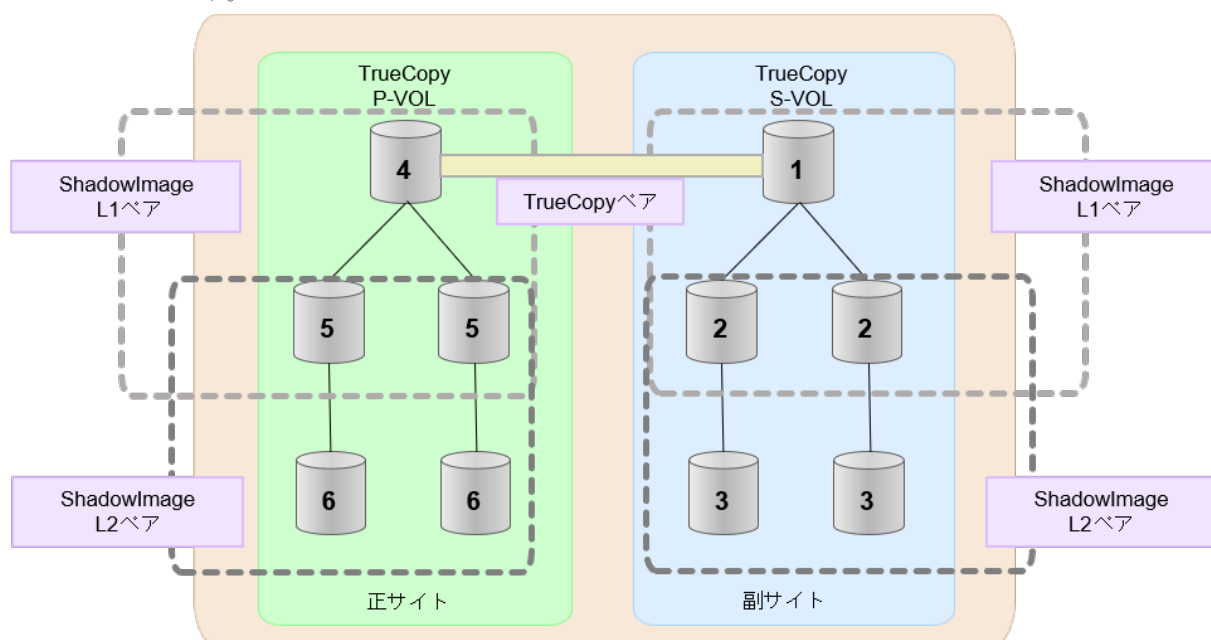 TrueCopy
P-VOL
TrueCopy
S-VOL
4
1
ShadowImage
L1ペア
TrueCopyペア
ShadowImage
L1ペア
5
5
2
2
6
6
3
3
ShadowImage
L2ペア
ShadowImage
L2ペア
正サイト
副サイト